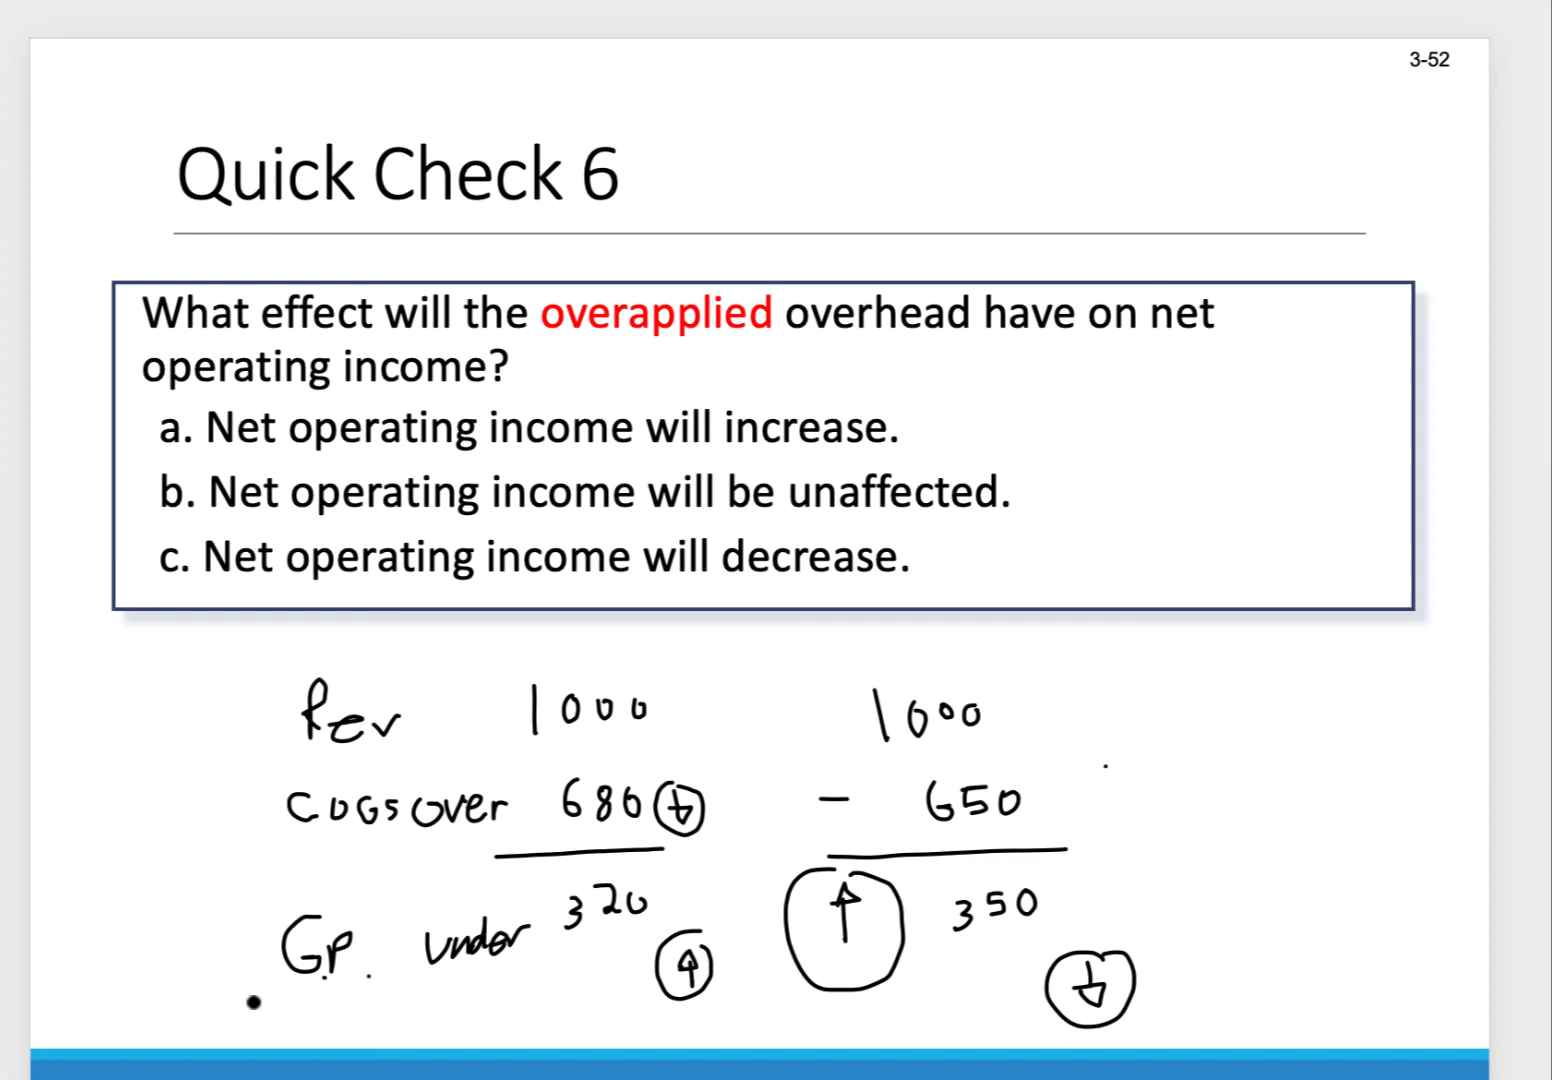 3-52
Quick Check 6
What effect will the overapplied overhead have on net
operating income?
a. Net operating income will increase.
b. Net operating income will be unaffected.
c. Net operating income will decrease.
Rev 1000 1000
COGS over 680 ↓ - 650
G.P. under 320 ↑ ↑ 350 ↓